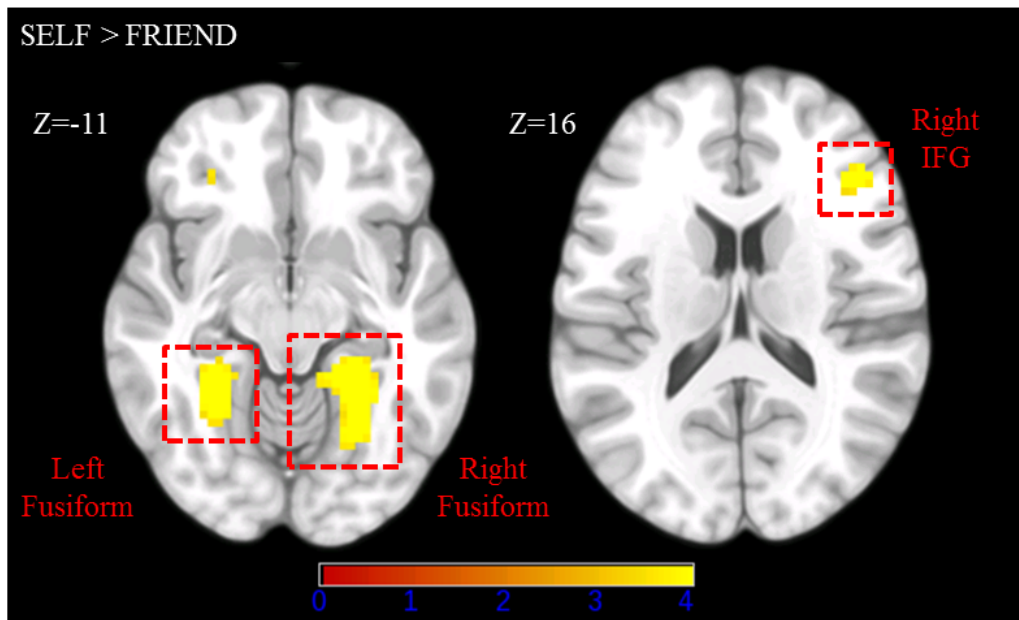 SELF > FRIEND
Z=-11
Z=16
Right
IFG
Left
Fusiform
Right
Fusiform
0 1 2 3 4